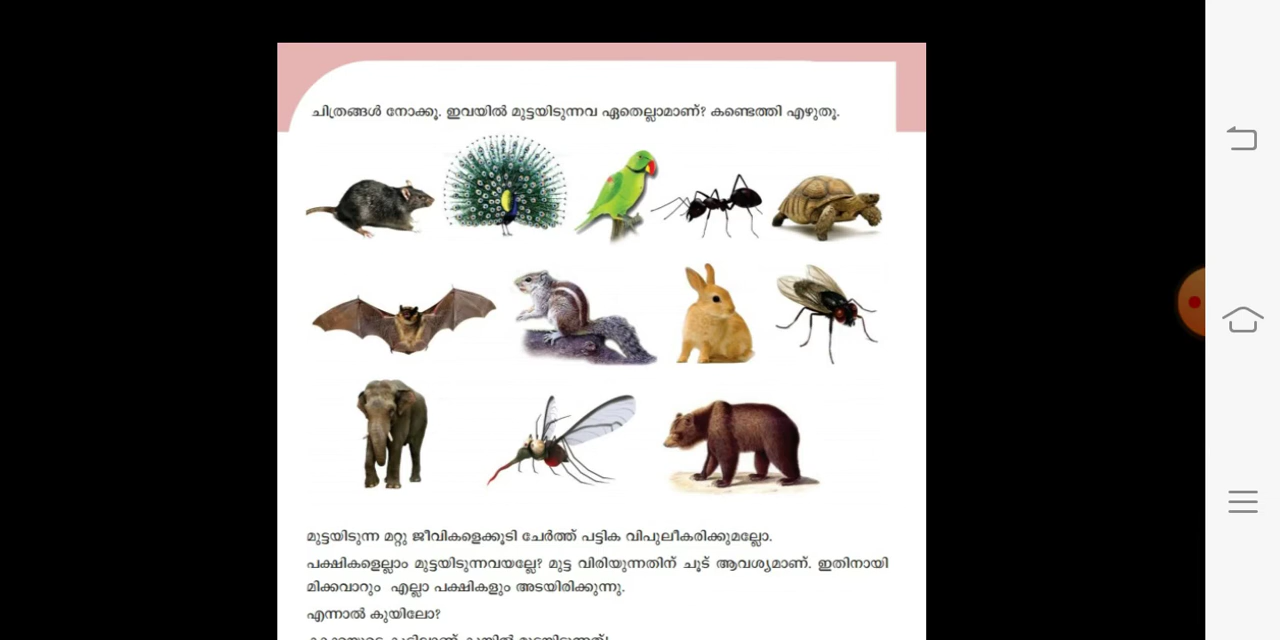 ചിത്രങ്ങൾ നോക്കൂ. ഇവയിൽ മുട്ടയിടുന്നവ ഏതെല്ലാമാണ്? കണ്ടെത്തി എഴുതൂ.
മുട്ടയിടുന്ന മറ്റു ജീവികളെക്കൂടി ചേർത്ത് പട്ടിക വിപുലീകരിക്കുമല്ലോ.
പക്ഷികളെല്ലാം മുട്ടയിടുന്നവയല്ലേ? മുട്ട വിരിയുന്നതിന് ചൂട് ആവശ്യമാണ്. ഇതിനായി
മിക്കവാറും എല്ലാ പക്ഷികളും അടയിരിക്കുന്നു.
എന്നാൽ കുയിലോ?